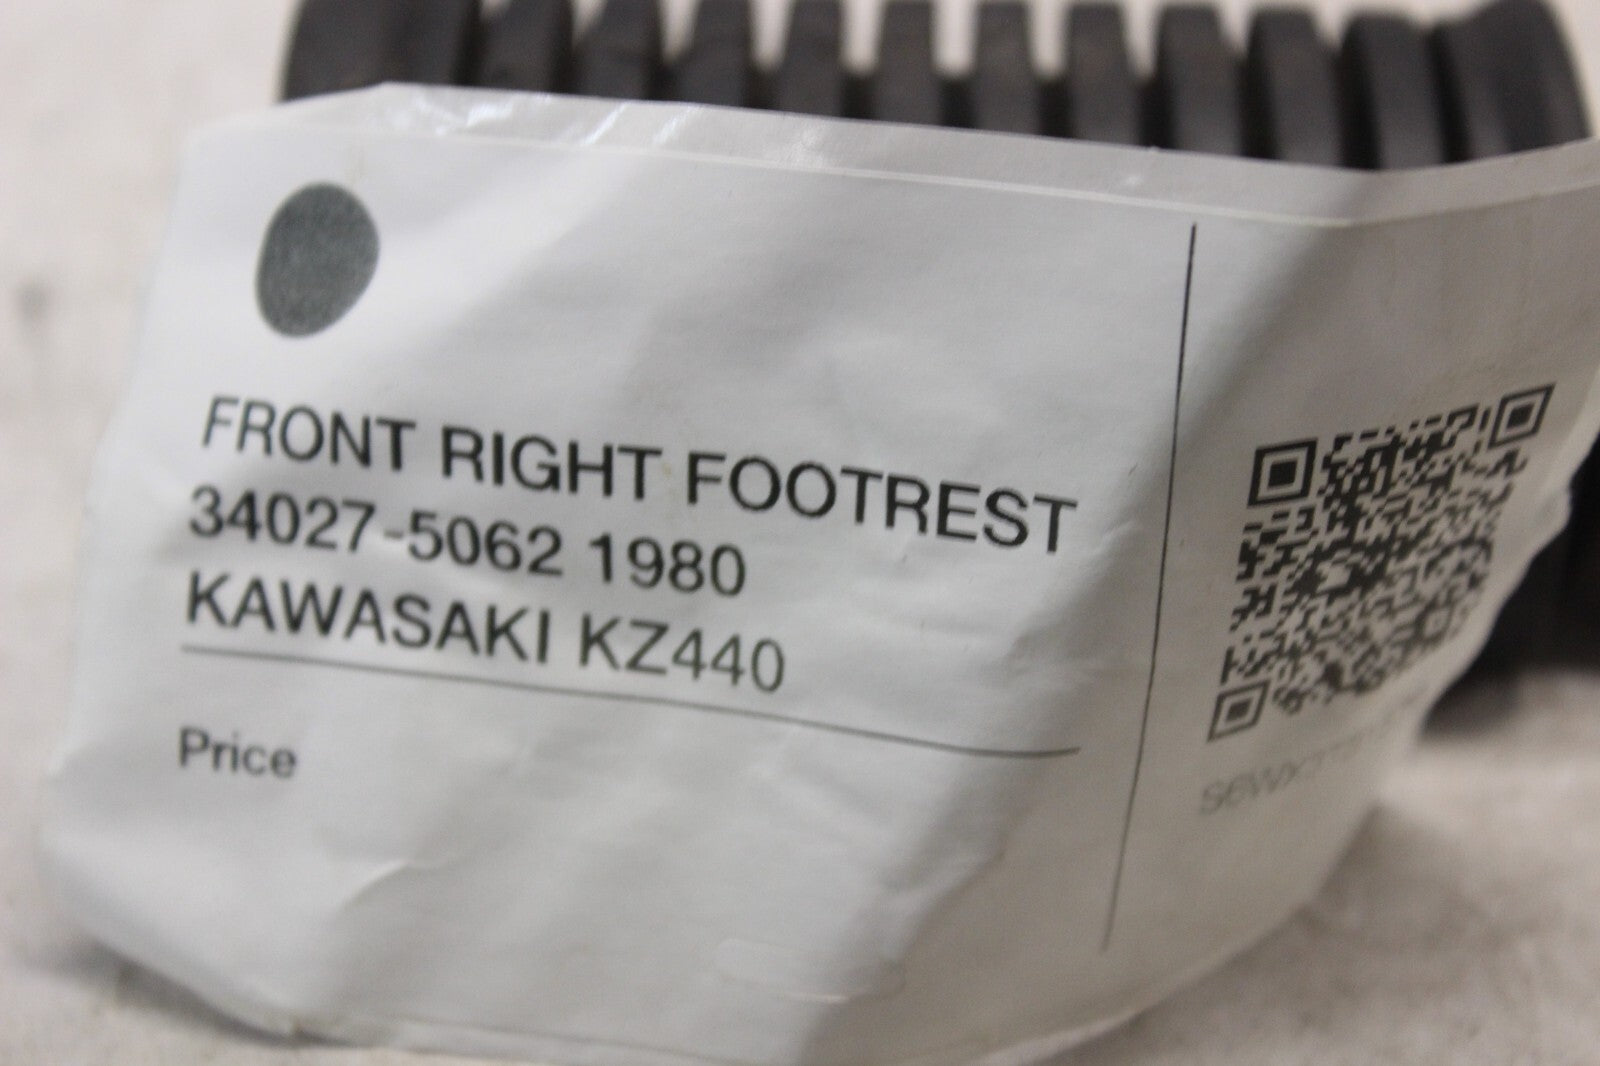 FRONT RIGHT FOOTREST
34027-5062 1980
KAWASAKI KZ440
Price